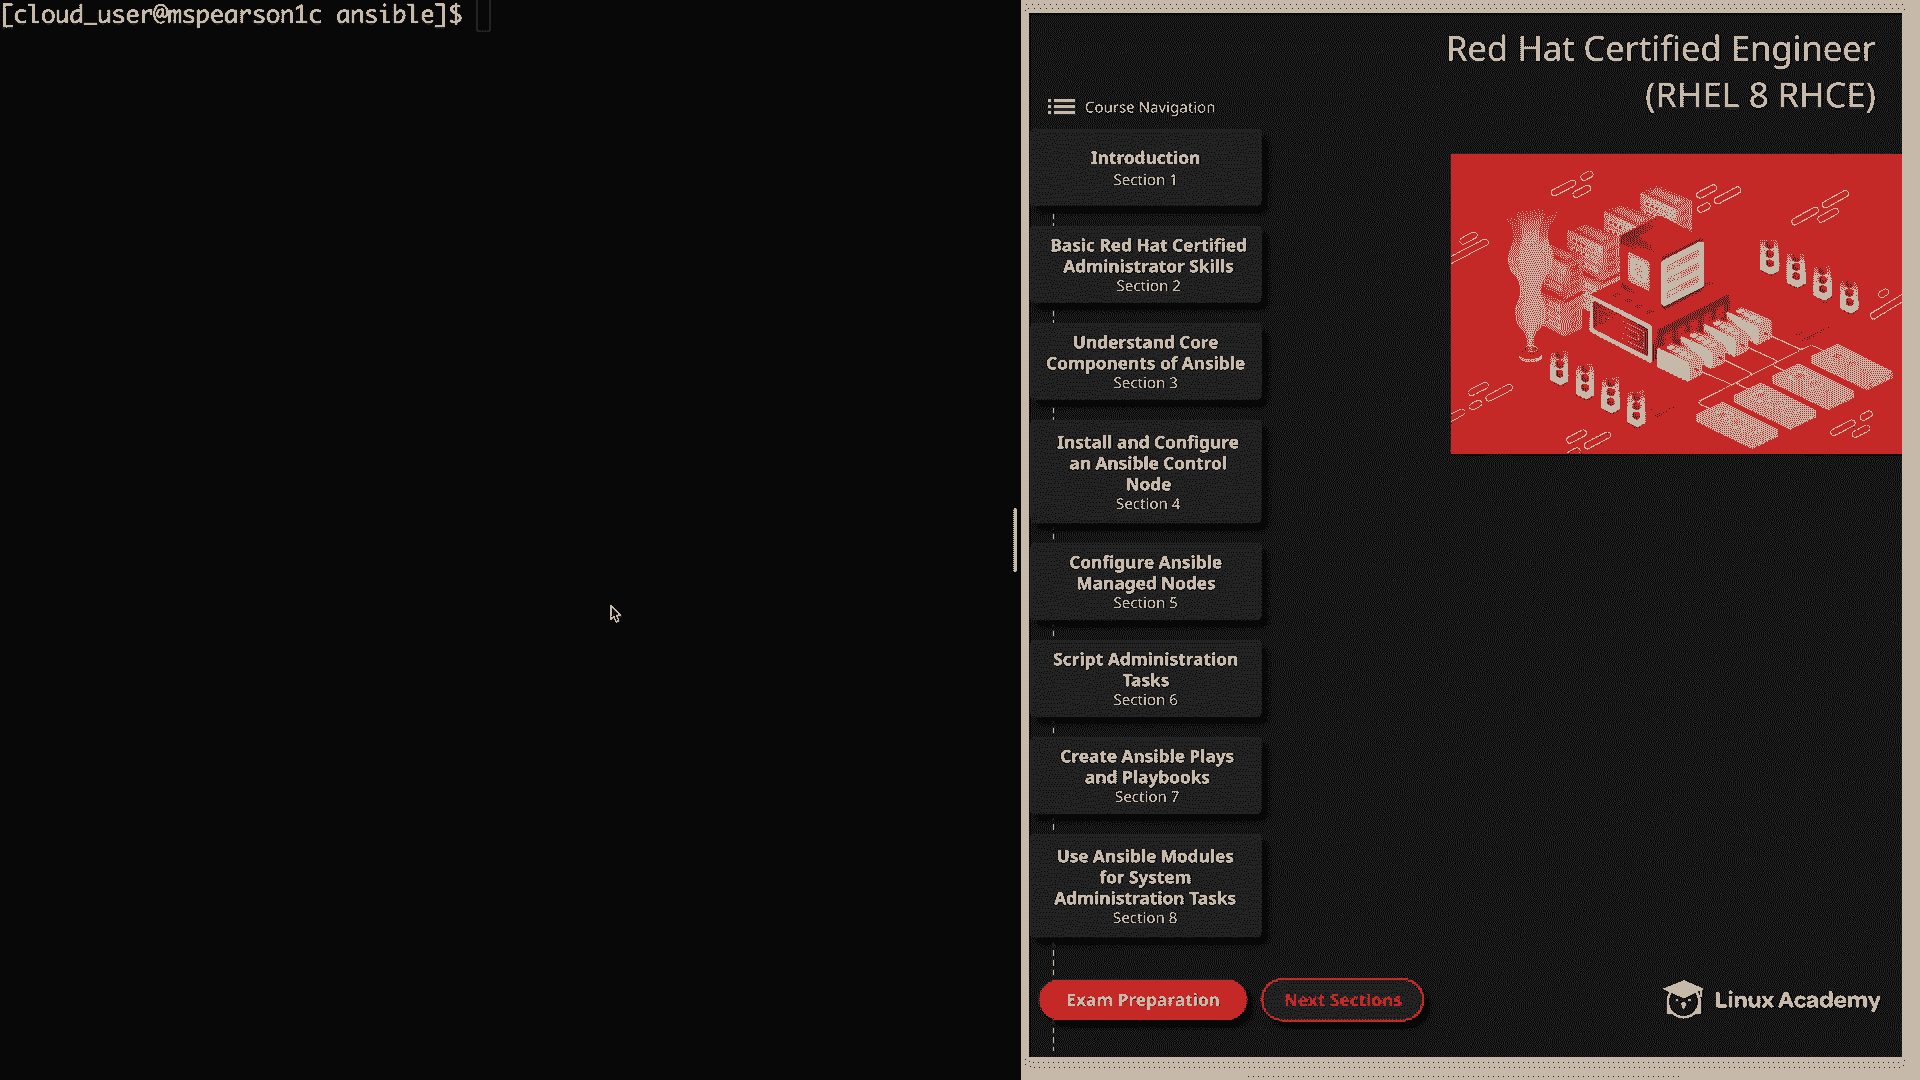 [cloud_user@mspearson1c ansible]$
Red Hat Certified Engineer
(RHEL 8 RHCE)
Course Navigation
Introduction
Section 1
Basic Red Hat Certified
Administrator Skills
Section 2
Understand Core
Components of Ansible
Section 3
Install and Configure
an Ansible Control
Node
Section 4
Configure Ansible
Managed Nodes
Section 5
Script Administration
Tasks
Section 6
Create Ansible Plays
and Playbooks
Section 7
Use Ansible Modules
for System
Administration Tasks
Section 8
Exam Preparation
Next Sections
Linux Academy